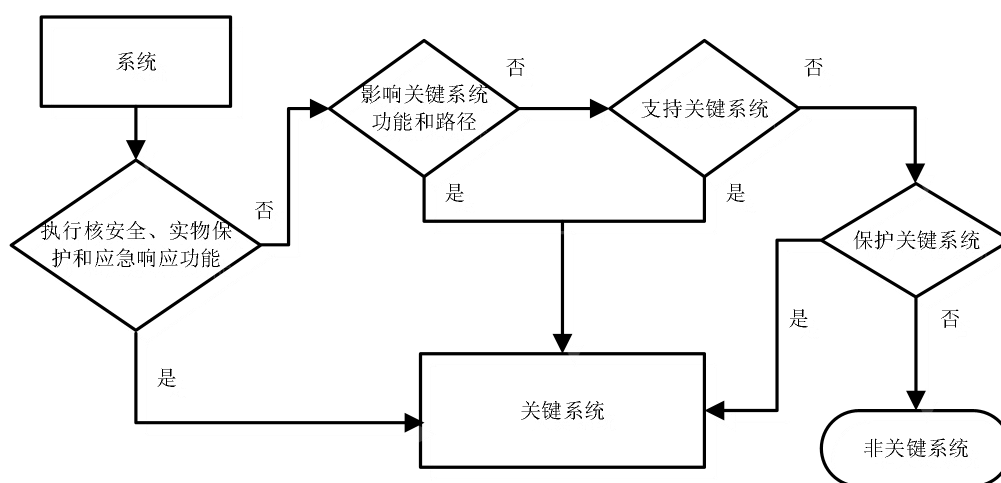 系统
执行核安全、实物保
护和应急响应功能
否
是
影响关键系统
功能和路径
否
是
支持关键系统
否
是
保护关键系统
是
否
关键系统
非关键系统